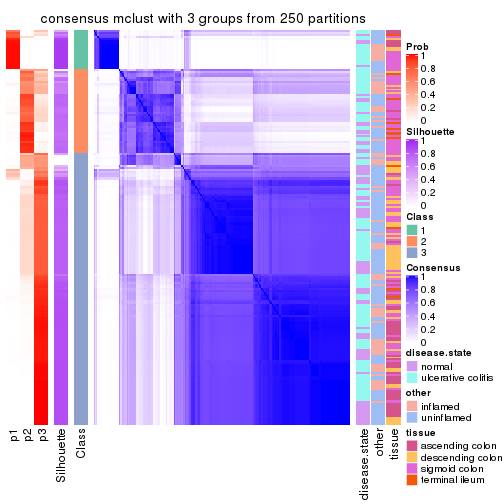 consensus mclust with 3 groups from 250 partitions
p1
p2
p3
Silhouette
Class
disease.state
other
tissue
Prob
1
0.8
0.6
0.4
0.2
0
Silhouette
1
0.8
0.6
0.4
0.2
0
Class
1
2
3
Consensus
1
0.8
0.6
0.4
0.2
0
disease.state
normal
ulcerative colitis
other
inflamed
uninflamed
tissue
ascending colon
descending colon
sigmoid colon
terminal ileum